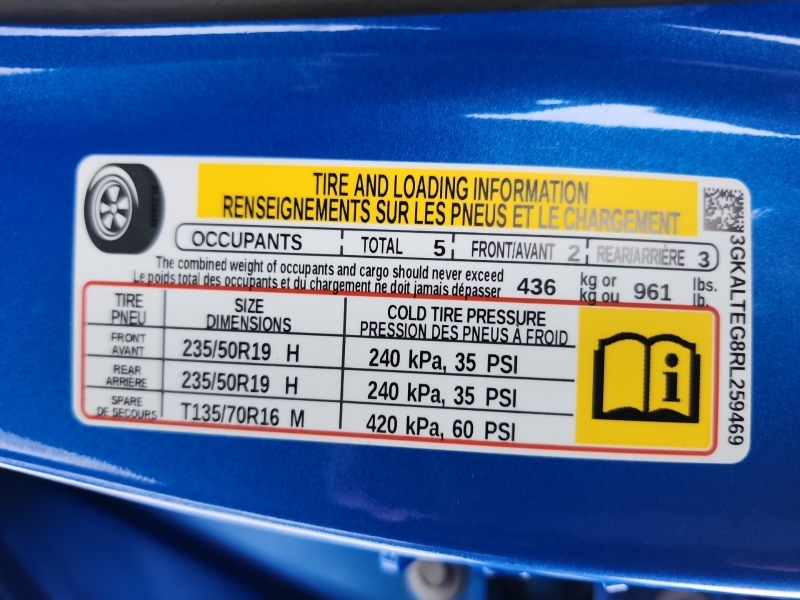 TIRE AND LOADING INFORMATION
RENSEIGNEMENTS SUR LES PNEUS ET LE CHARGEMENT
OCCUPANTS TOTAL 5 FRONT/AVANT 2 REAR/ARRIÈRE 3
The combined weight of occupants and cargo should never exceed
Le poids total des occupants et du chargement ne doit jamais dépasser
436 kg or 961 lbs.
kg ou lb.
TIRE SIZE COLD TIRE PRESSURE
PNEU DIMENSIONS PRESSION DES PNEUS À FROID
FRONT
AVANT 235/50R19 H 240 kPa, 35 PSI
REAR
ARRIÈRE 235/50R19 H 240 kPa, 35 PSI
SPARE
DE SECOURS T135/70R16 M 420 kPa, 60 PSI
i
3GKALTEG8RL259469